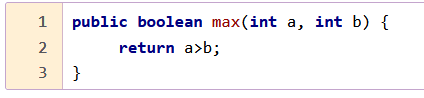 1 public boolean max(int a, int b) {
2 return a>b;
3 }